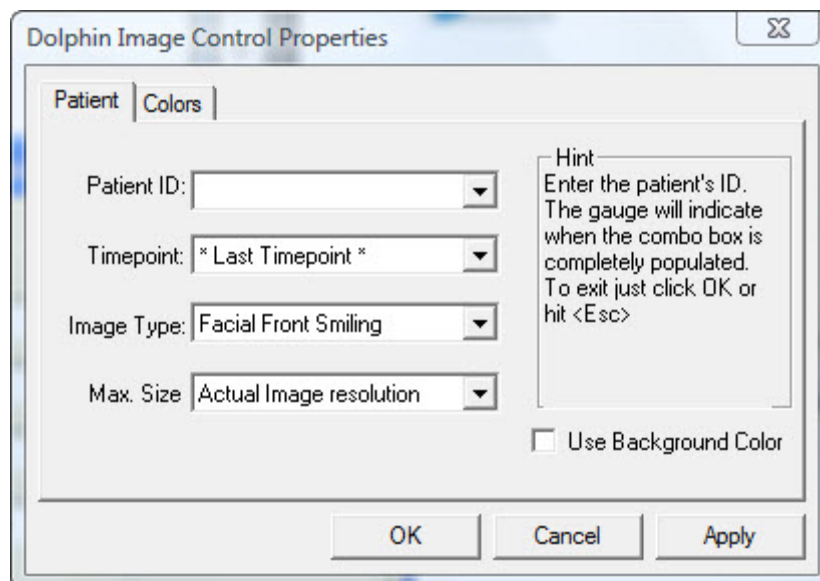 Dolphin Image Control Properties
Patient
Colors
Patient ID:
Timepoint: * Last Timepoint *
Image Type: Facial Front Smiling
Max. Size Actual Image resolution
Hint
Enter the patient's ID.
The gauge will indicate
when the combo box is
completely populated.
To exit just click OK or
hit <Esc>
Use Background Color
OK
Cancel
Apply